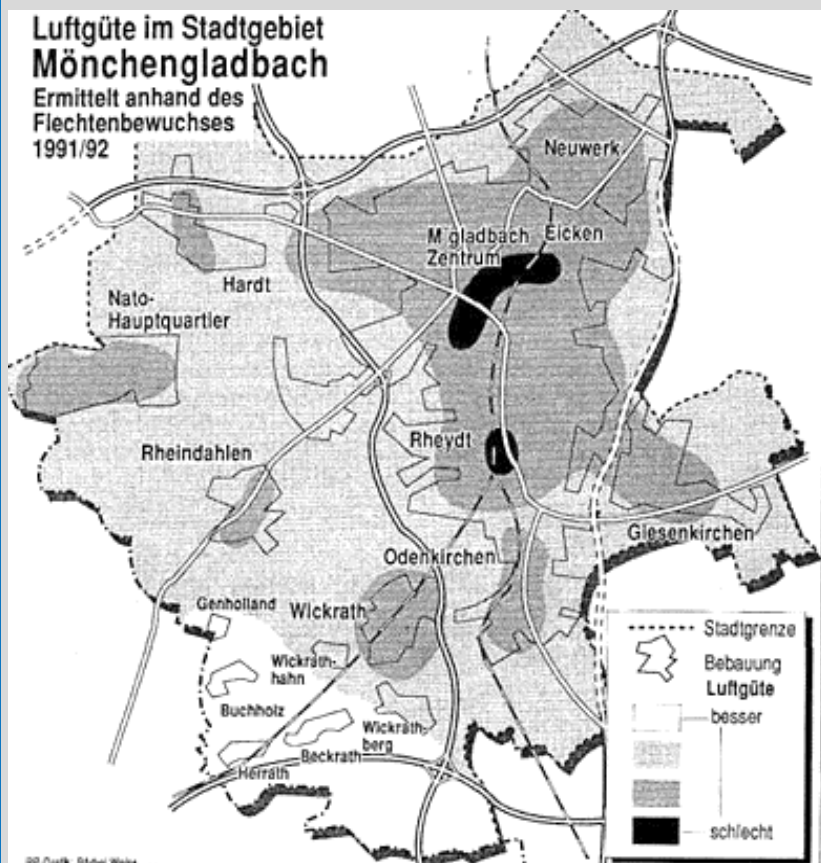 Luftgüte im Stadtgebiet
Mönchengladbach
Ermittelt anhand des
Flechtenbewuchses
1991/92
Neuwerk
M gladbach
Zentrum
Eicken
Hardt
Nato-
Hauptquartier
Rheindahlen
Rheydt
Giesenkirchen
Odenkirchen
Genholland
Wickrath
Wickrath-
hahn
Buchholz
Wickrath-
berg
Beckrath
Herrath
Stadtgrenze
Bebauung
Luftgüte
besser
schlecht